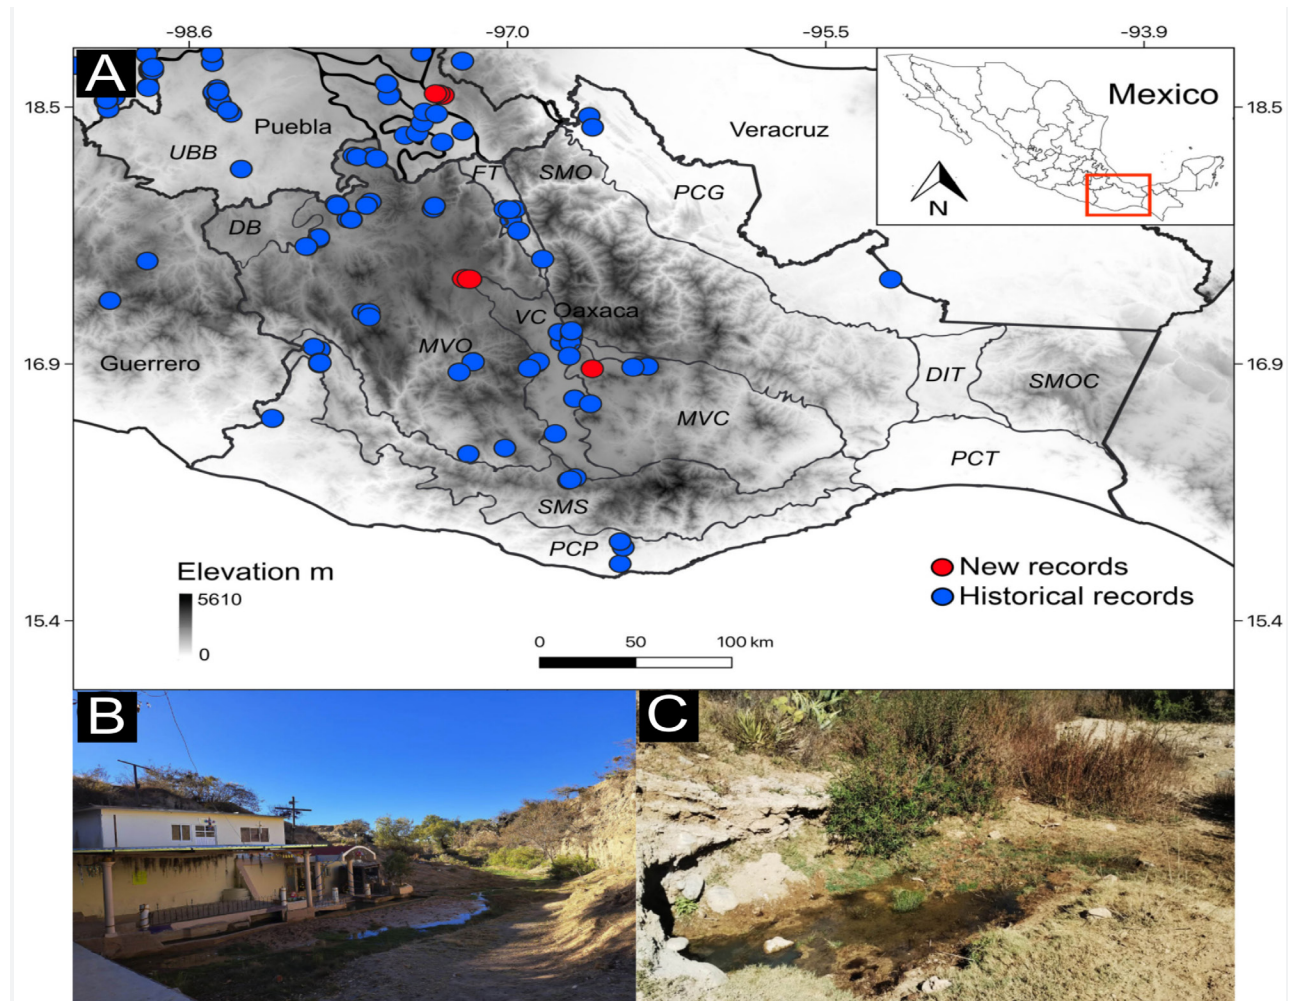 -98.6
-97.0
-95.5
-93.9
A
Mexico
N
18.5
18.5
Puebla
Veracruz
UBB
FT
SMO
PCG
DB
VC
Oaxaca
MVO
Guerrero
16.9
16.9
DIT
SMOC
MVC
PCT
SMS
PCP
Elevation m
5610
0
New records
Historical records
0
50
100 km
15.4
15.4
B
C